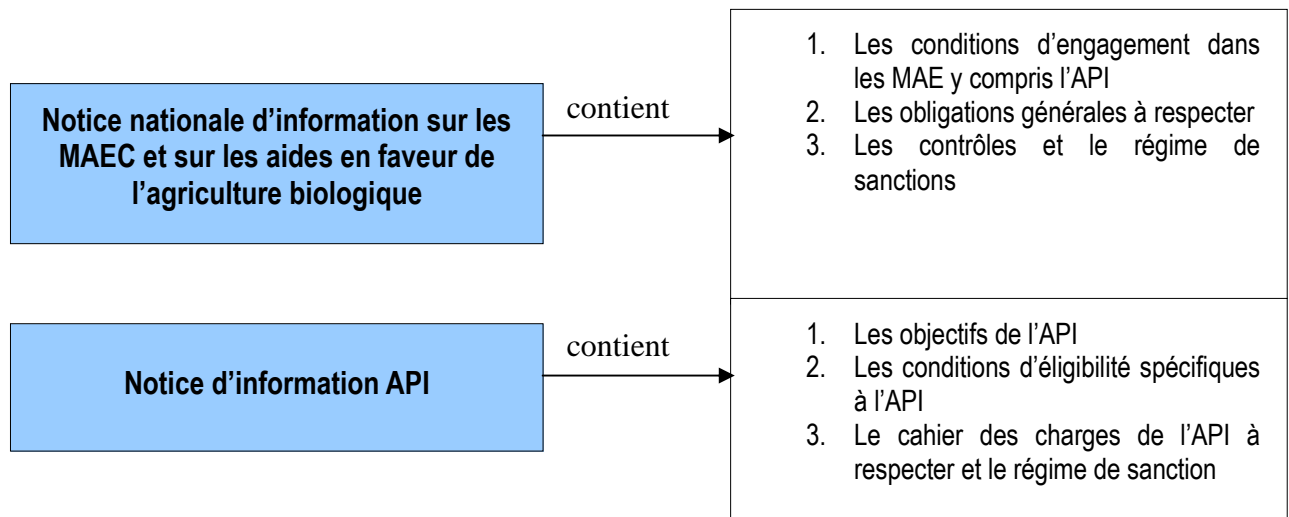 Notice nationale d’information sur les
MAEC et sur les aides en faveur de
l’agriculture biologique
contient
1. Les conditions d’engagement dans
les MAE y compris l’API
2. Les obligations générales à respecter
3. Les contrôles et le régime de
sanctions
Notice d’information API
contient
1. Les objectifs de l’API
2. Les conditions d’éligibilité spécifiques
à l’API
3. Le cahier des charges de l’API à
respecter et le régime de sanction